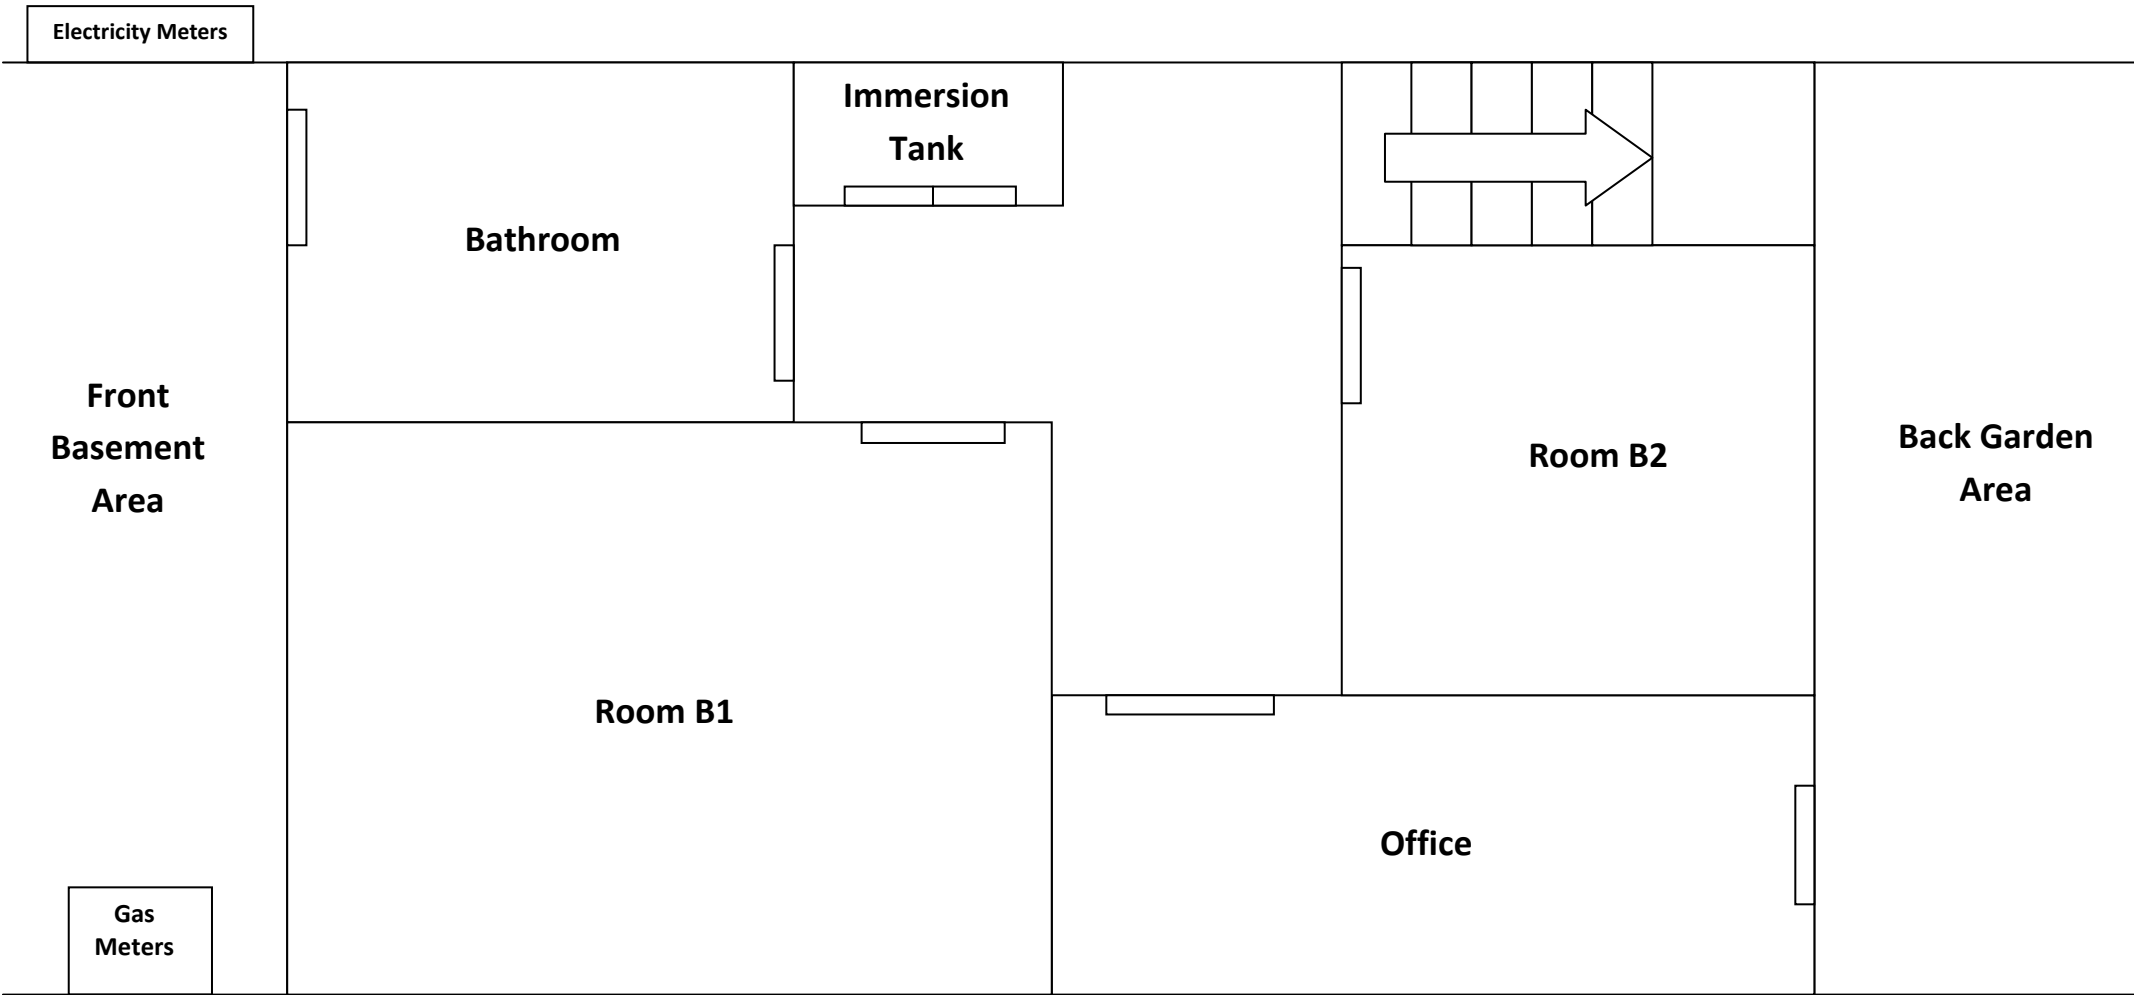 Electricity Meters
Immersion
Tank
Bathroom
Front
Basement
Area
Room B2
Back Garden
Area
Room B1
Office
Gas
Meters